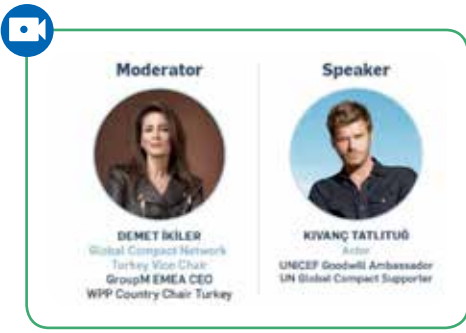 Moderator
Speaker
DEMET İKİLER
Global Compact Network
Turkey Vice Chair
GroupM EMEA CEO
WPP Country Chair Turkey
KIVANÇ TATLITUĞ
Actor
UNICEF Goodwill Ambassador
UN Global Compact Supporter